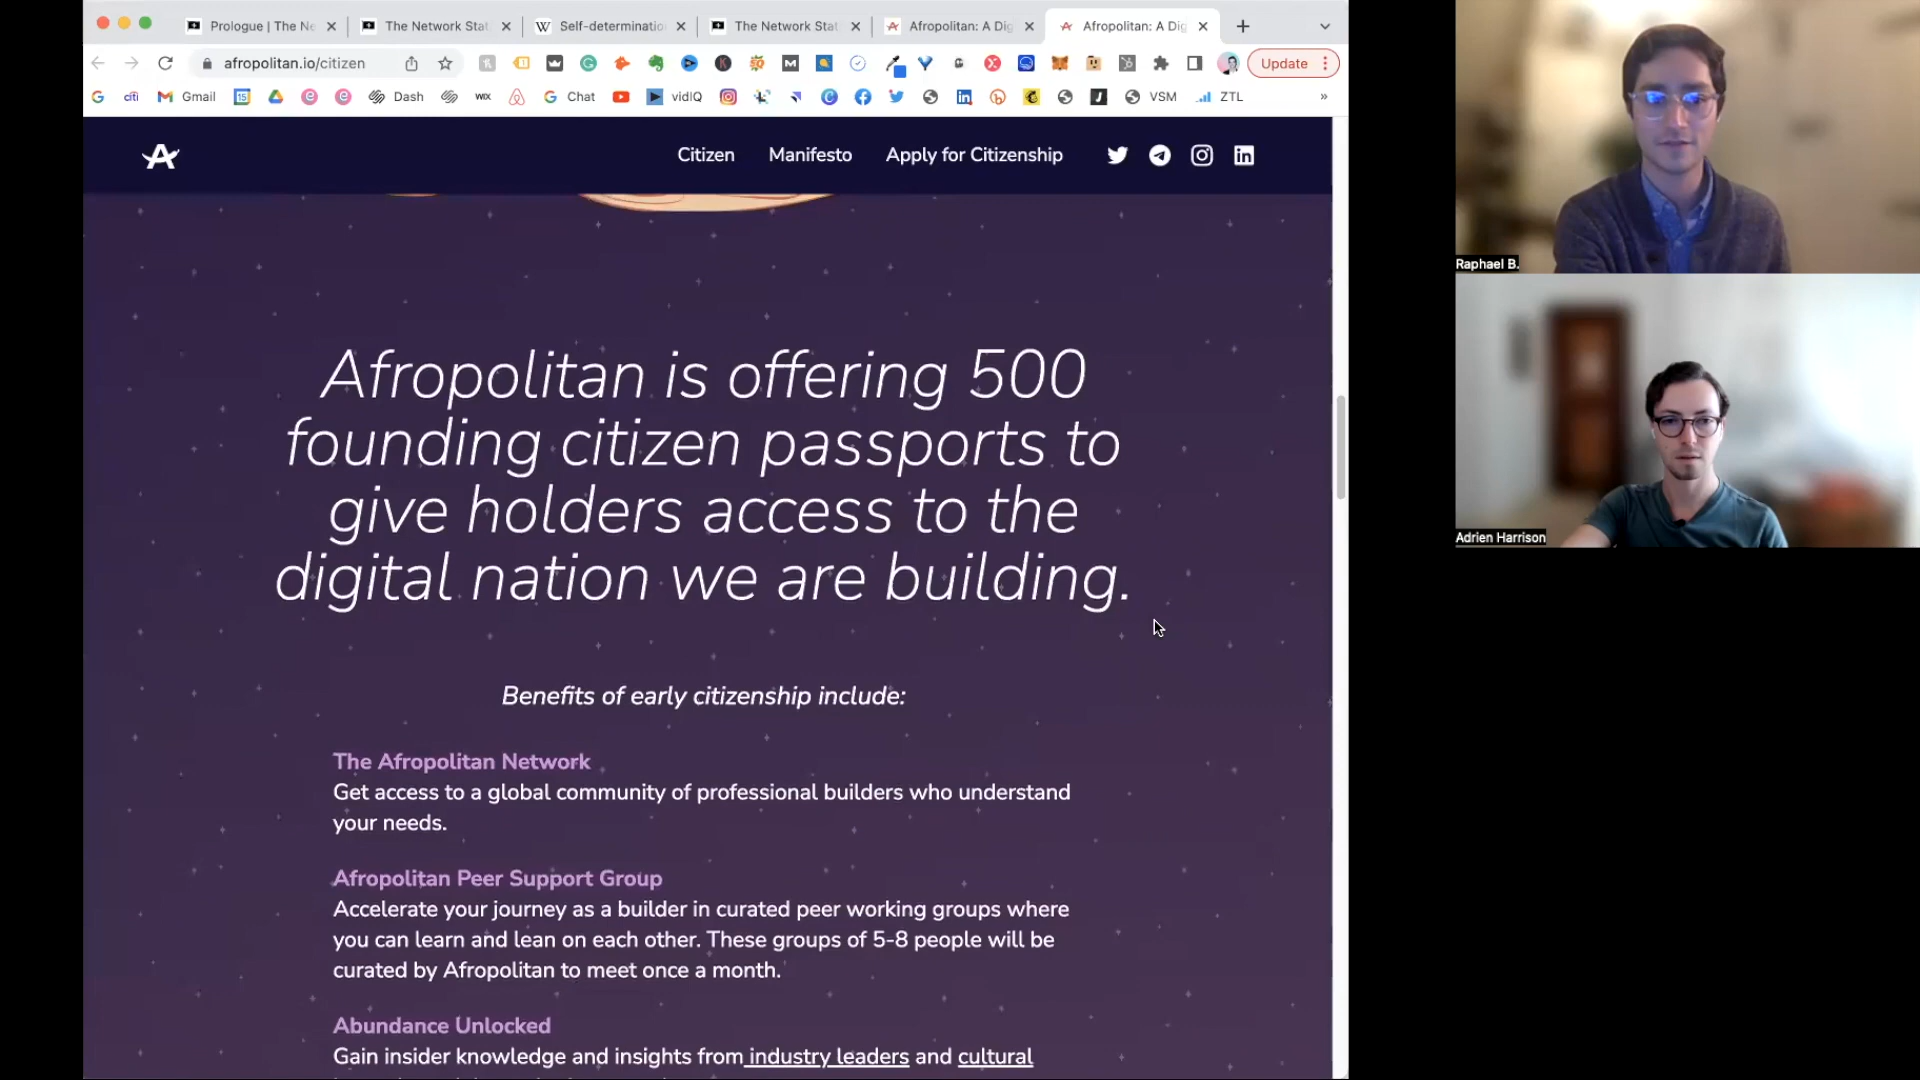 Prologue | The Ne
The Network Stat
Self-determinatio
The Network Stat
Afropolitan: A Dig
Afropolitan: A Dig
afropolitan.io/citizen
Update
citi
Gmail
Dash
WIX
Chat
vidIQ
VSM
ZTL
Citizen
Manifesto
Apply for Citizenship
Afropolitan is offering 500
founding citizen passports to
give holders access to the
digital nation we are building.
Benefits of early citizenship include:
The Afropolitan Network
Get access to a global community of professional builders who understand
your needs.
Afropolitan Peer Support Group
Accelerate your journey as a builder in curated peer working groups where
you can learn and lean on each other. These groups of 5-8 people will be
curated by Afropolitan to meet once a month.
Abundance Unlocked
Gain insider knowledge and insights from industry leaders and cultural
Raphael B.
Adrien Harrison